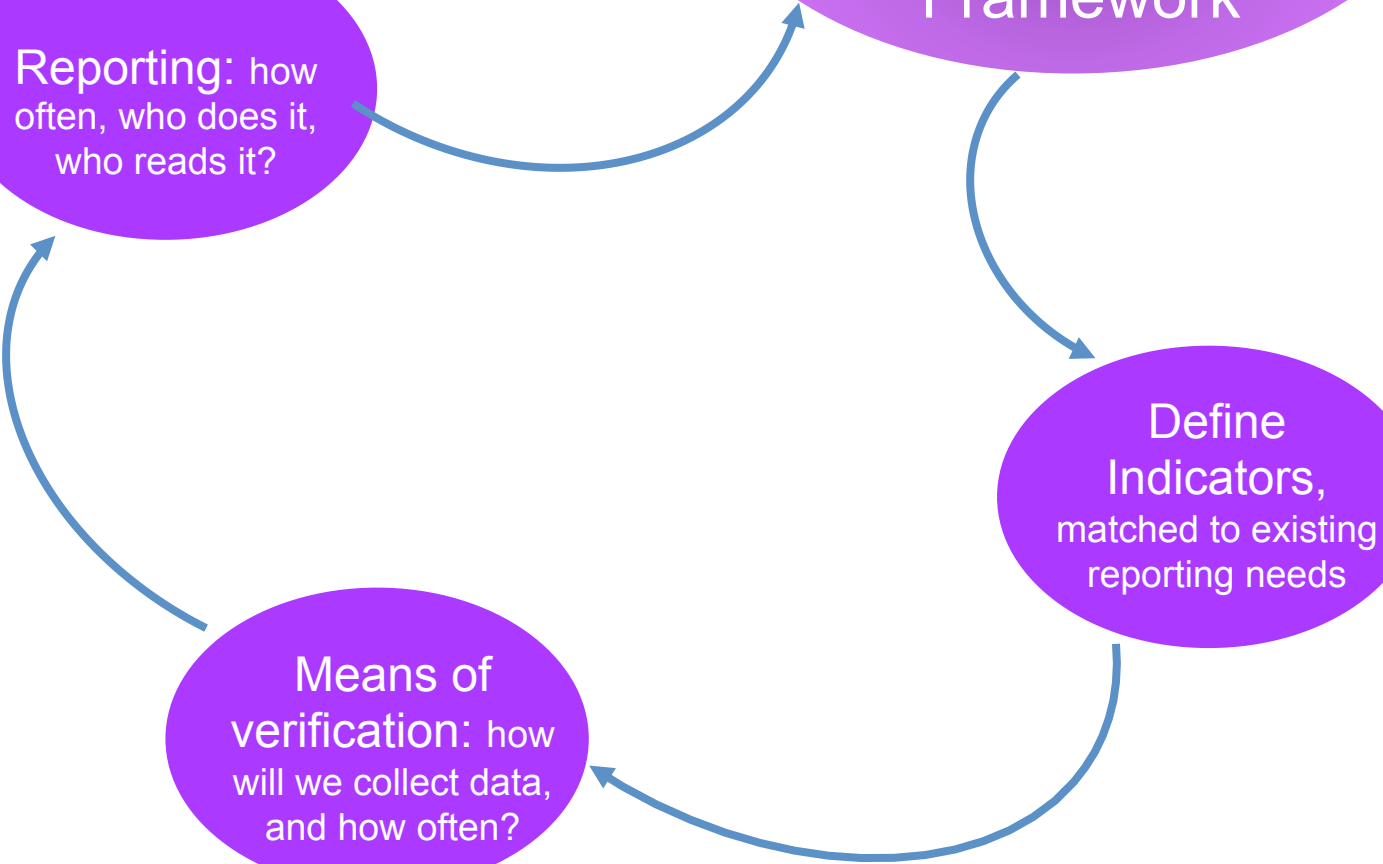 Framework
Reporting: how
often, who does it,
who reads it?
Define
Indicators,
matched to existing
reporting needs
Means of
verification: how
will we collect data,
and how often?